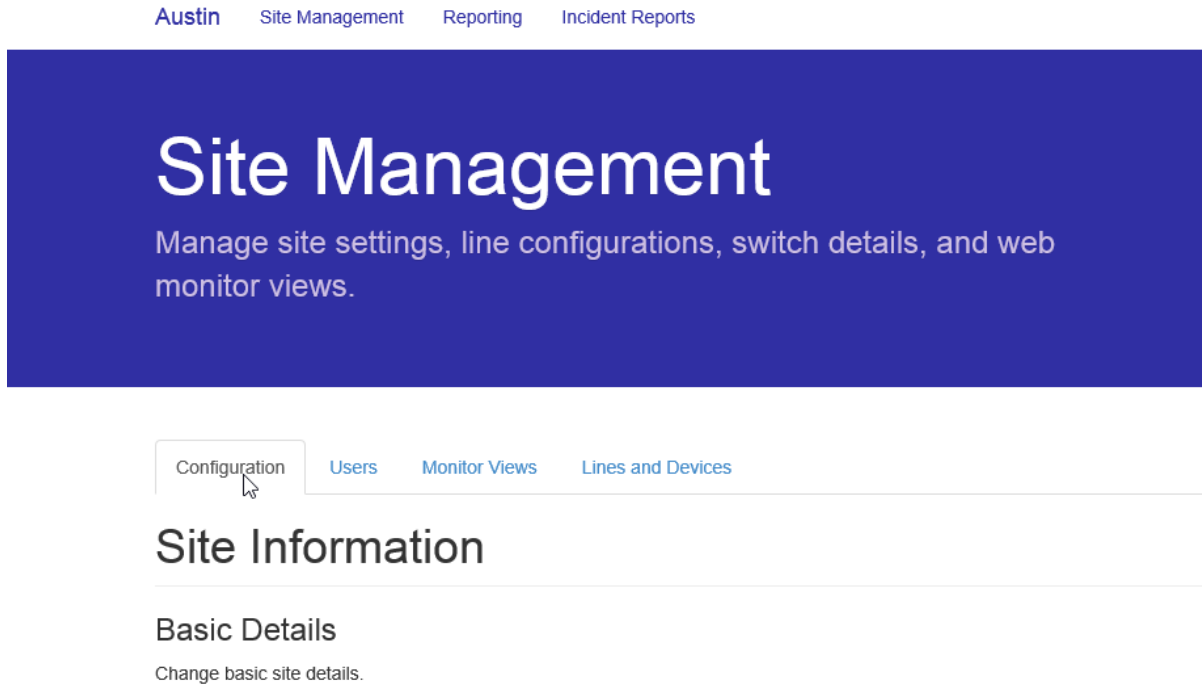 Austin Site Management Reporting Incident Reports
Site Management
Manage site settings, line configurations, switch details, and web
monitor views.
Configuration Users Monitor Views Lines and Devices
Site Information
Basic Details
Change basic site details.